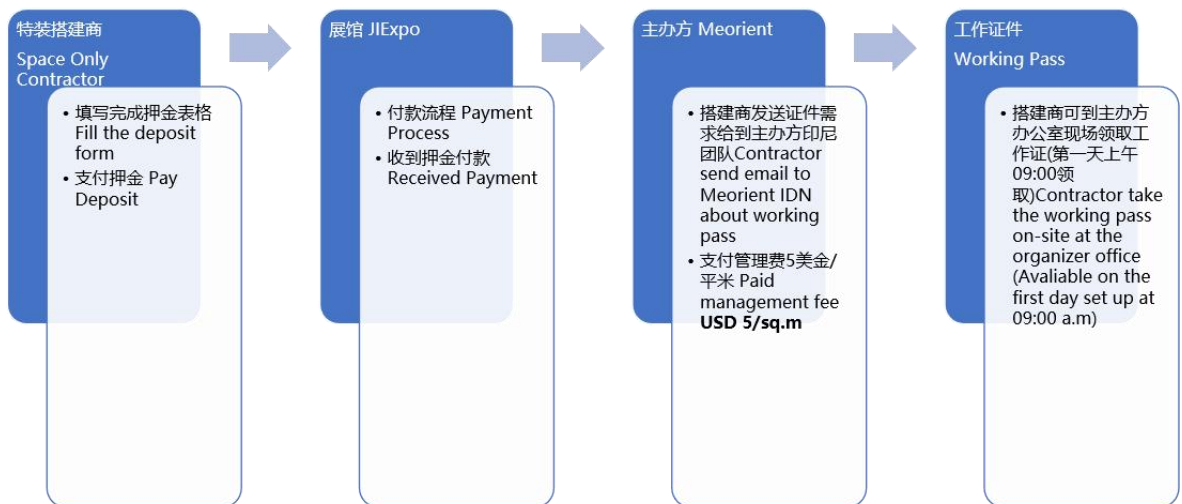 特装搭建商
Space Only
Contractor
• 填写完成押金表格
Fill the deposit
form
• 支付押金 Pay
Deposit
展馆 JIExpo
• 付款流程 Payment
Process
• 收到押金付款
Received Payment
主办方 Meorient
• 搭建商发送证件需
求给到主办方印尼
团队Contractor
send email to
Meorient IDN
about working
pass
• 支付管理费5美金/
平米 Paid
management fee
USD 5/sq.m
工作证件
Working Pass
• 搭建商可到主办方
办公室现场领取工
作证(第一天上午
09:00领
取)Contractor take
the working pass
on-site at the
organizer office
(Avaliable on the
first day set up at
09:00 a.m)